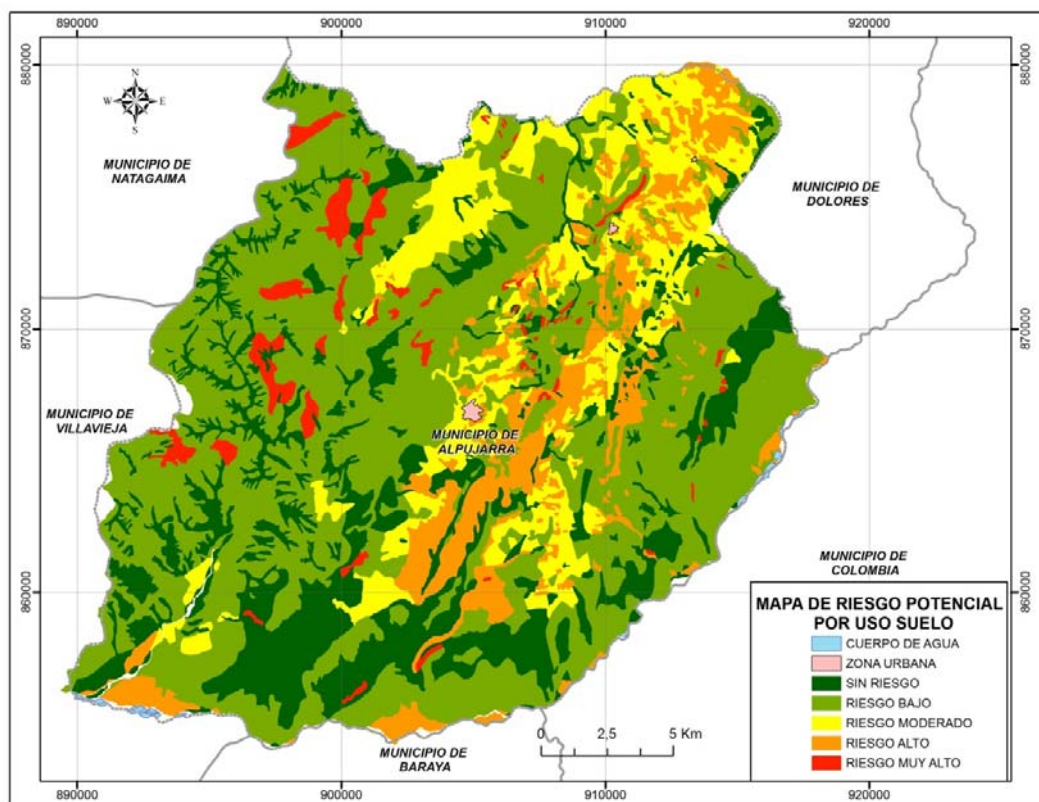 890000
900000
910000
920000
880000
880000
N
W
E
S
MUNICIPIO DE
NATAGAIMA
MUNICIPIO DE
DOLORES
870000
870000
MUNICIPIO DE
VILLAVIEJA
MUNICIPIO DE
ALPUJARRA
MUNICIPIO DE
COLOMBIA
860000
860000
MAPA DE RIESGO POTENCIAL
POR USO SUELO
CUERPO DE AGUA
ZONA URBANA
SIN RIESGO
RIESGO BAJO
RIESGO MODERADO
RIESGO ALTO
RIESGO MUY ALTO
0
2,5
5 Km
MUNICIPIO DE
BARAYA
890000
900000
910000
920000